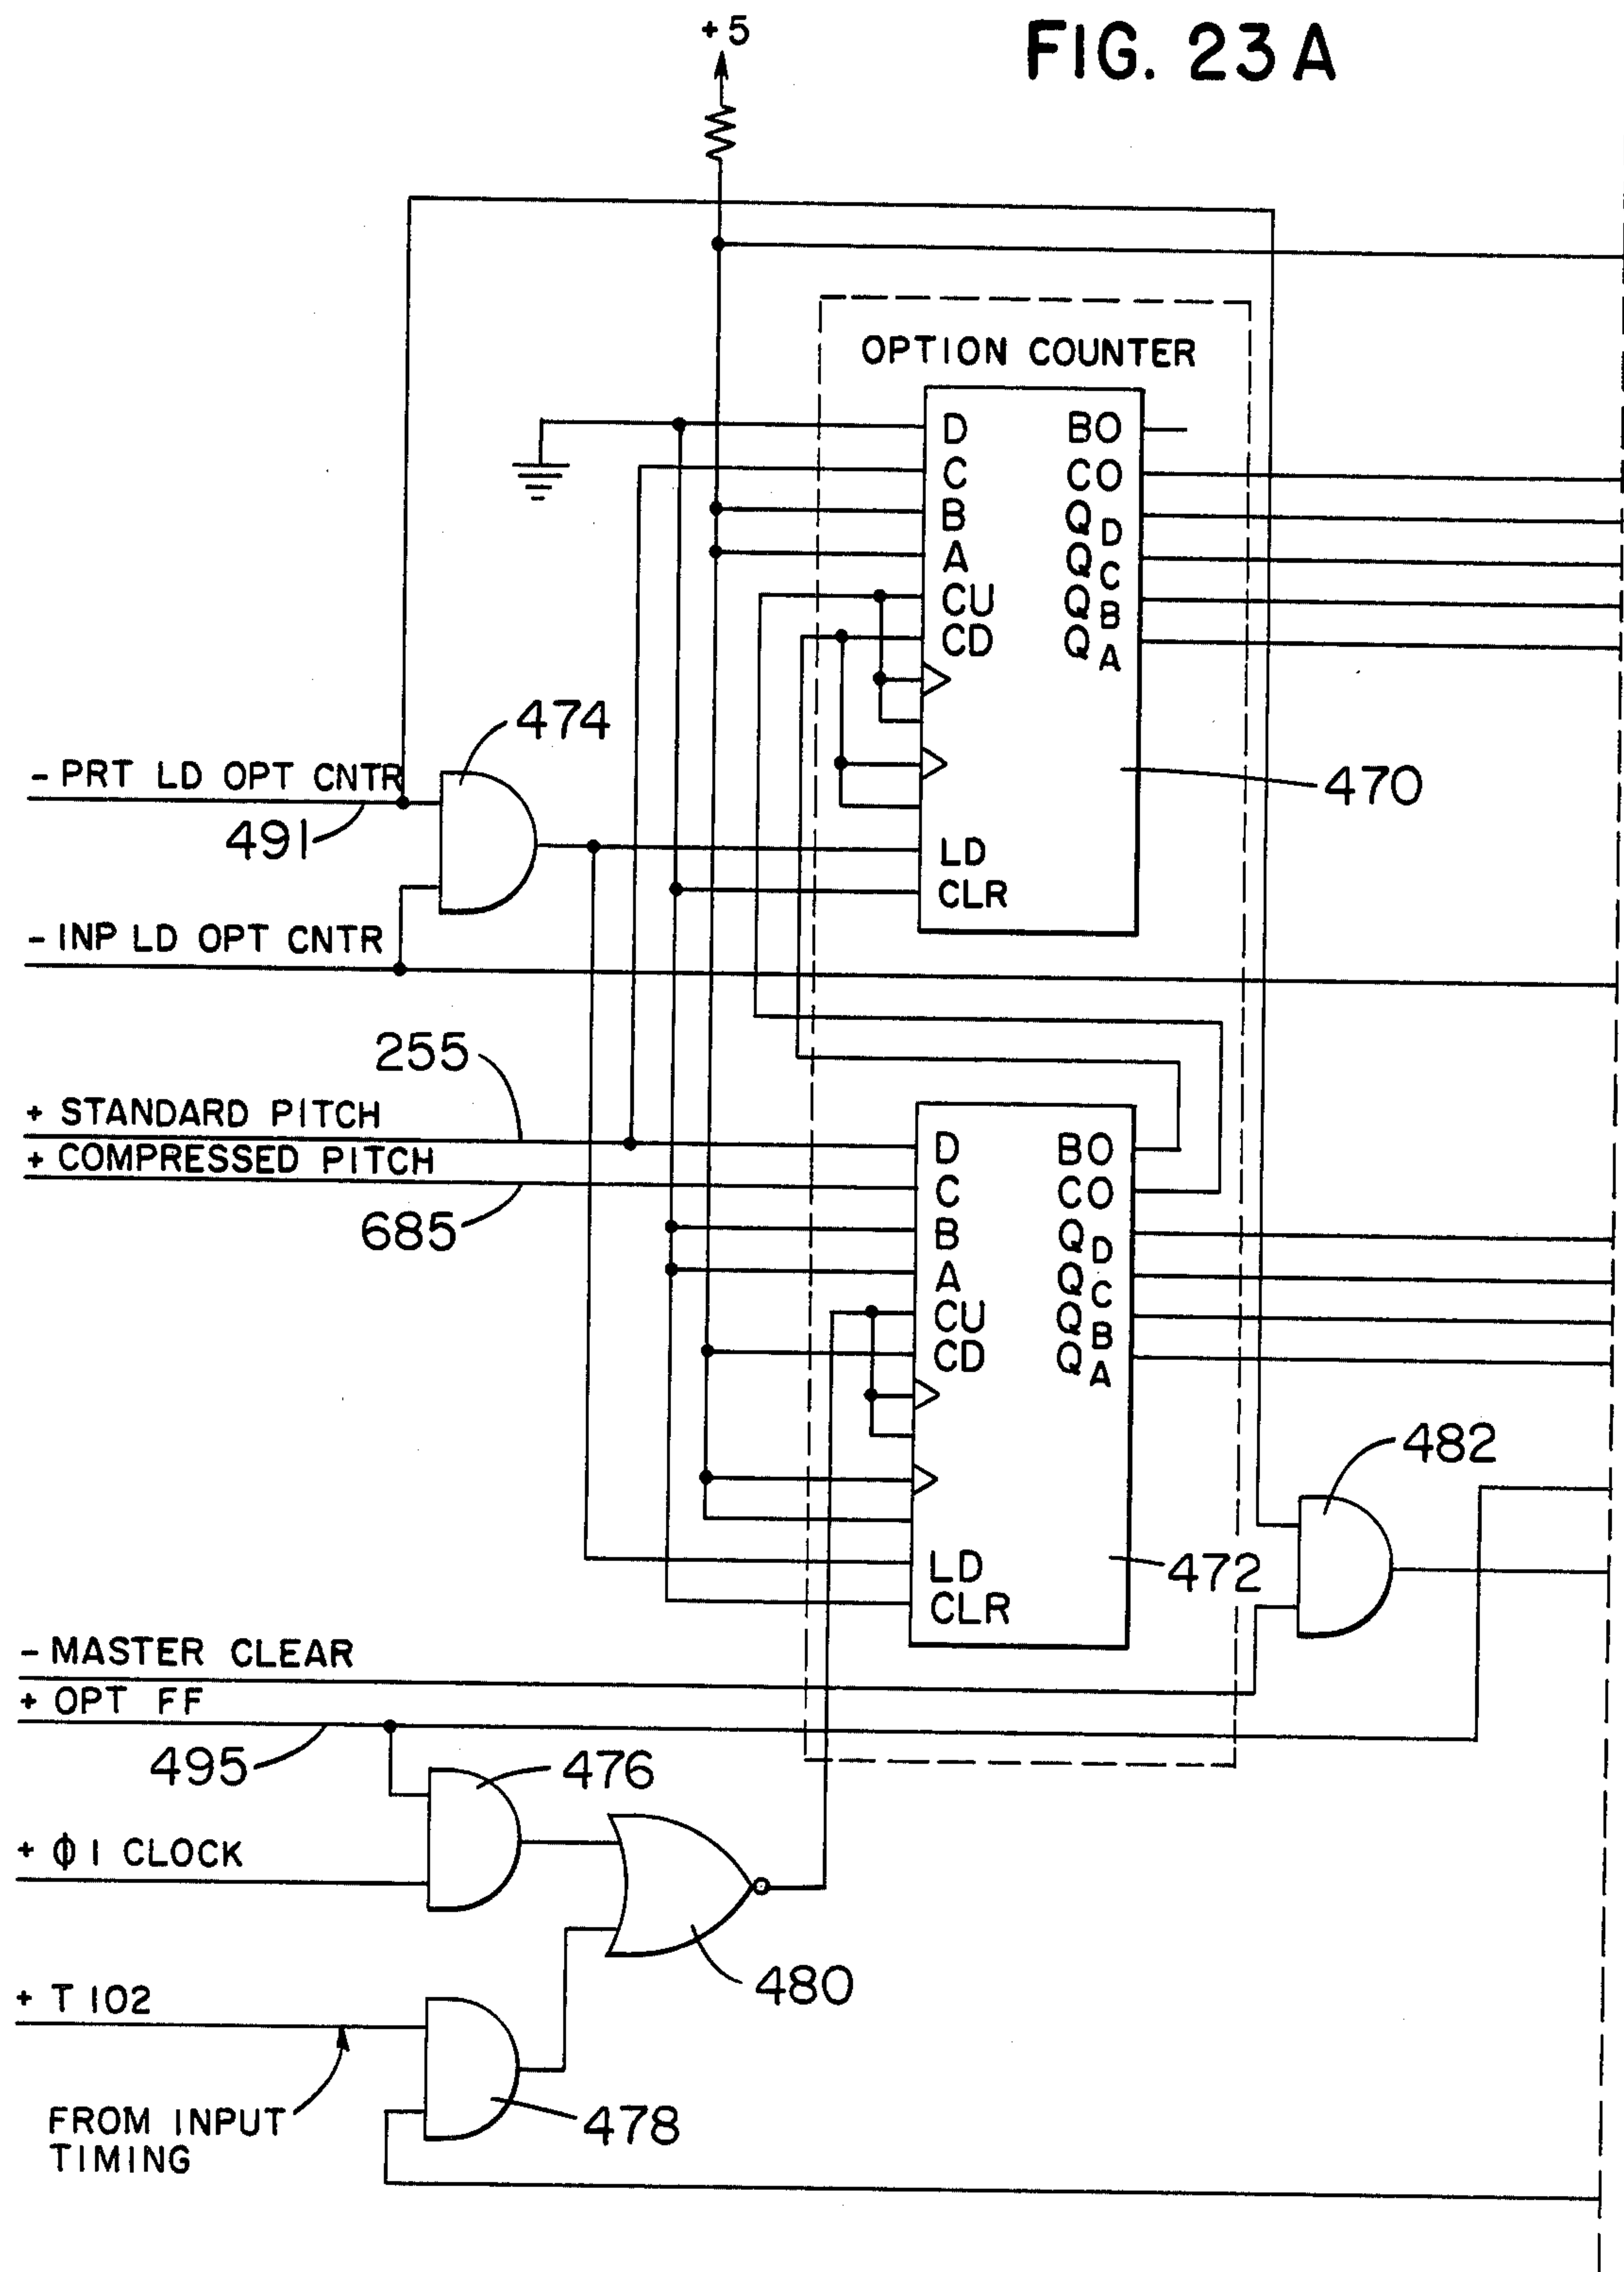 FIG. 23A
+5
OPTION COUNTER
D BO
C CO
B QD
A QC
CU QB
CD QA
474
- PRT LD OPT CNTR
491
470
LD
CLR
- INP LD OPT CNTR
255
+ STANDARD PITCH
+ COMPRESSED PITCH
685
D BO
C CO
B QD
A QC
CU QB
CD QA
482
LD
472
CLR
- MASTER CLEAR
+ OPT FF
495
476
+ Φ1 CLOCK
480
+ T102
FROM INPUT
TIMING
478